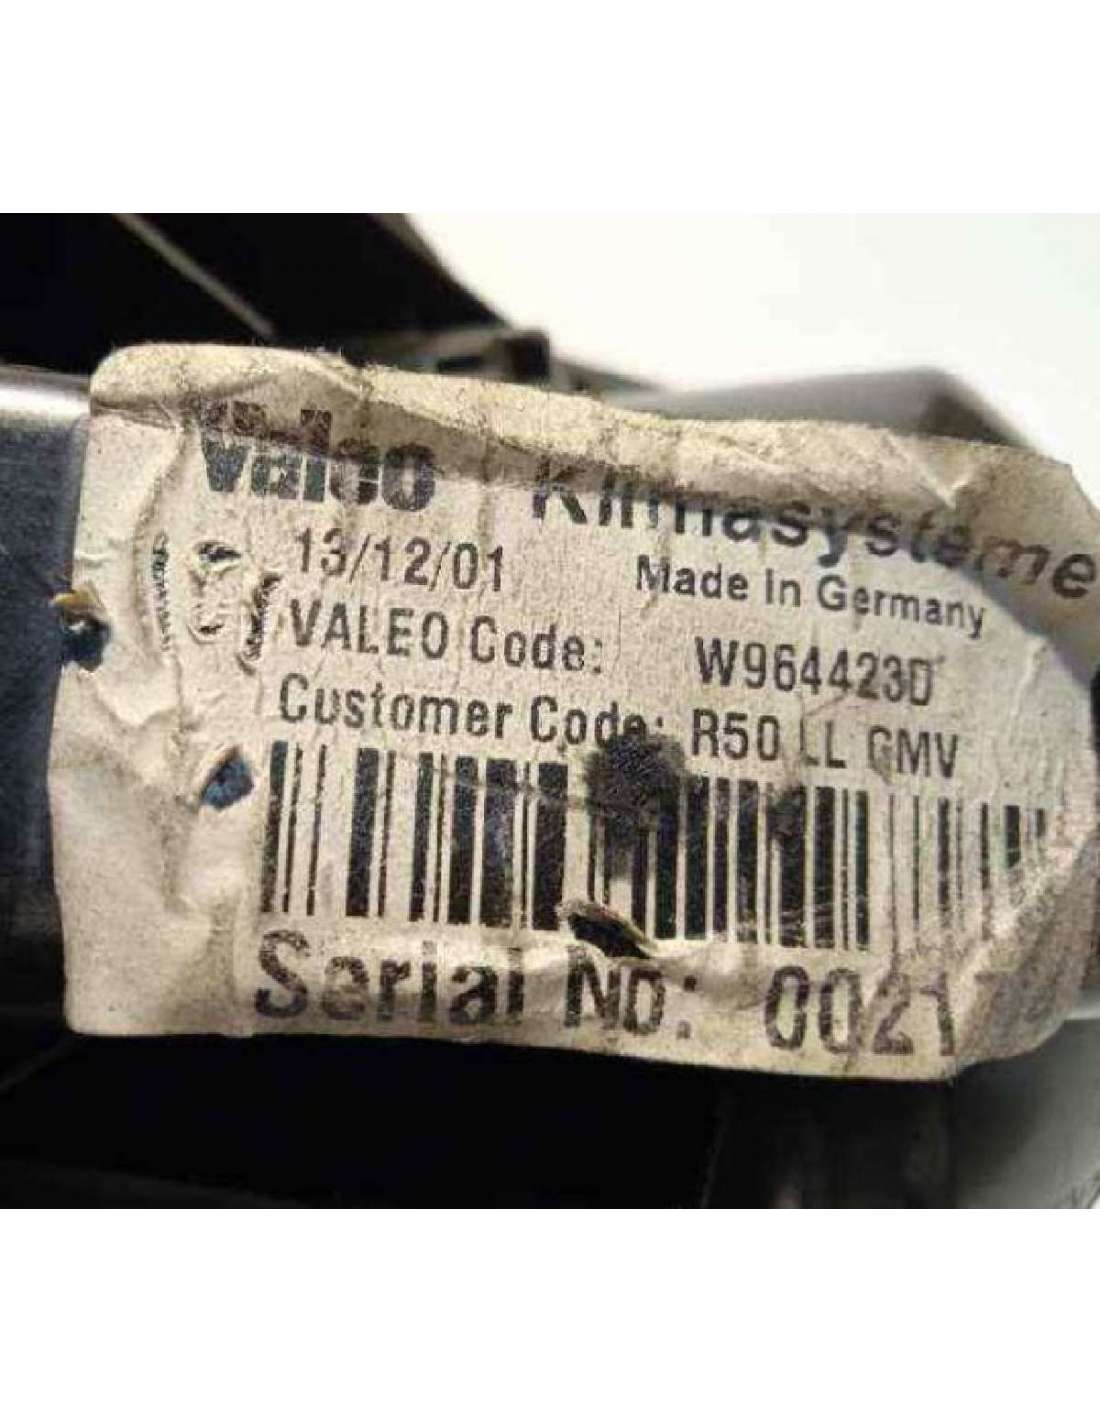 Valeo Klimasysteme
13/12/01 Made In Germany
VALEO Code: W964423D
Customer Code: R50 LL GMV
Serial No: 0021